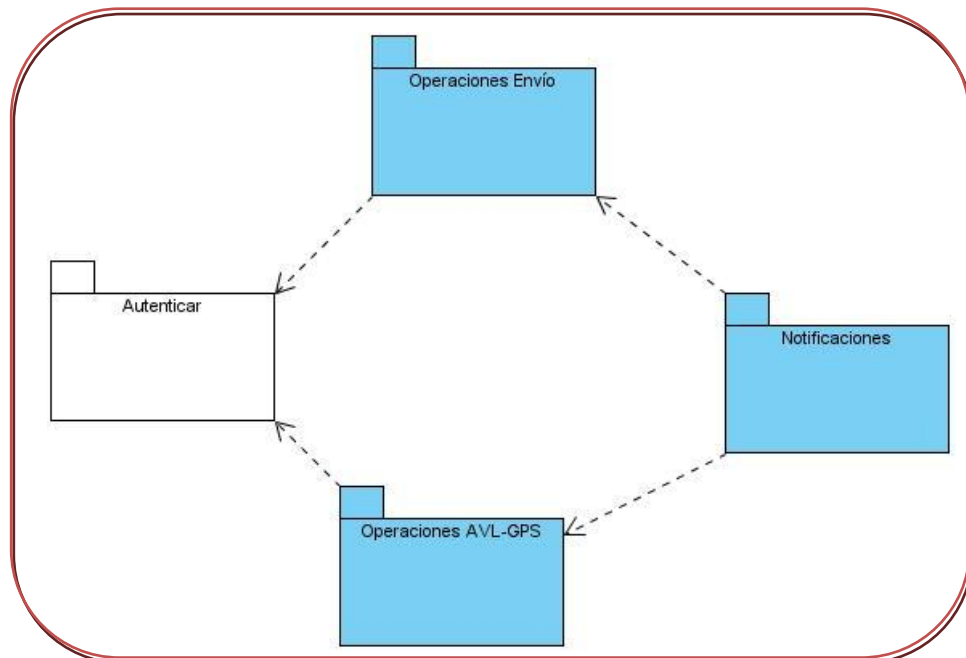 Operaciones Envío
Autenticar
Notificaciones
Operaciones AVL-GPS